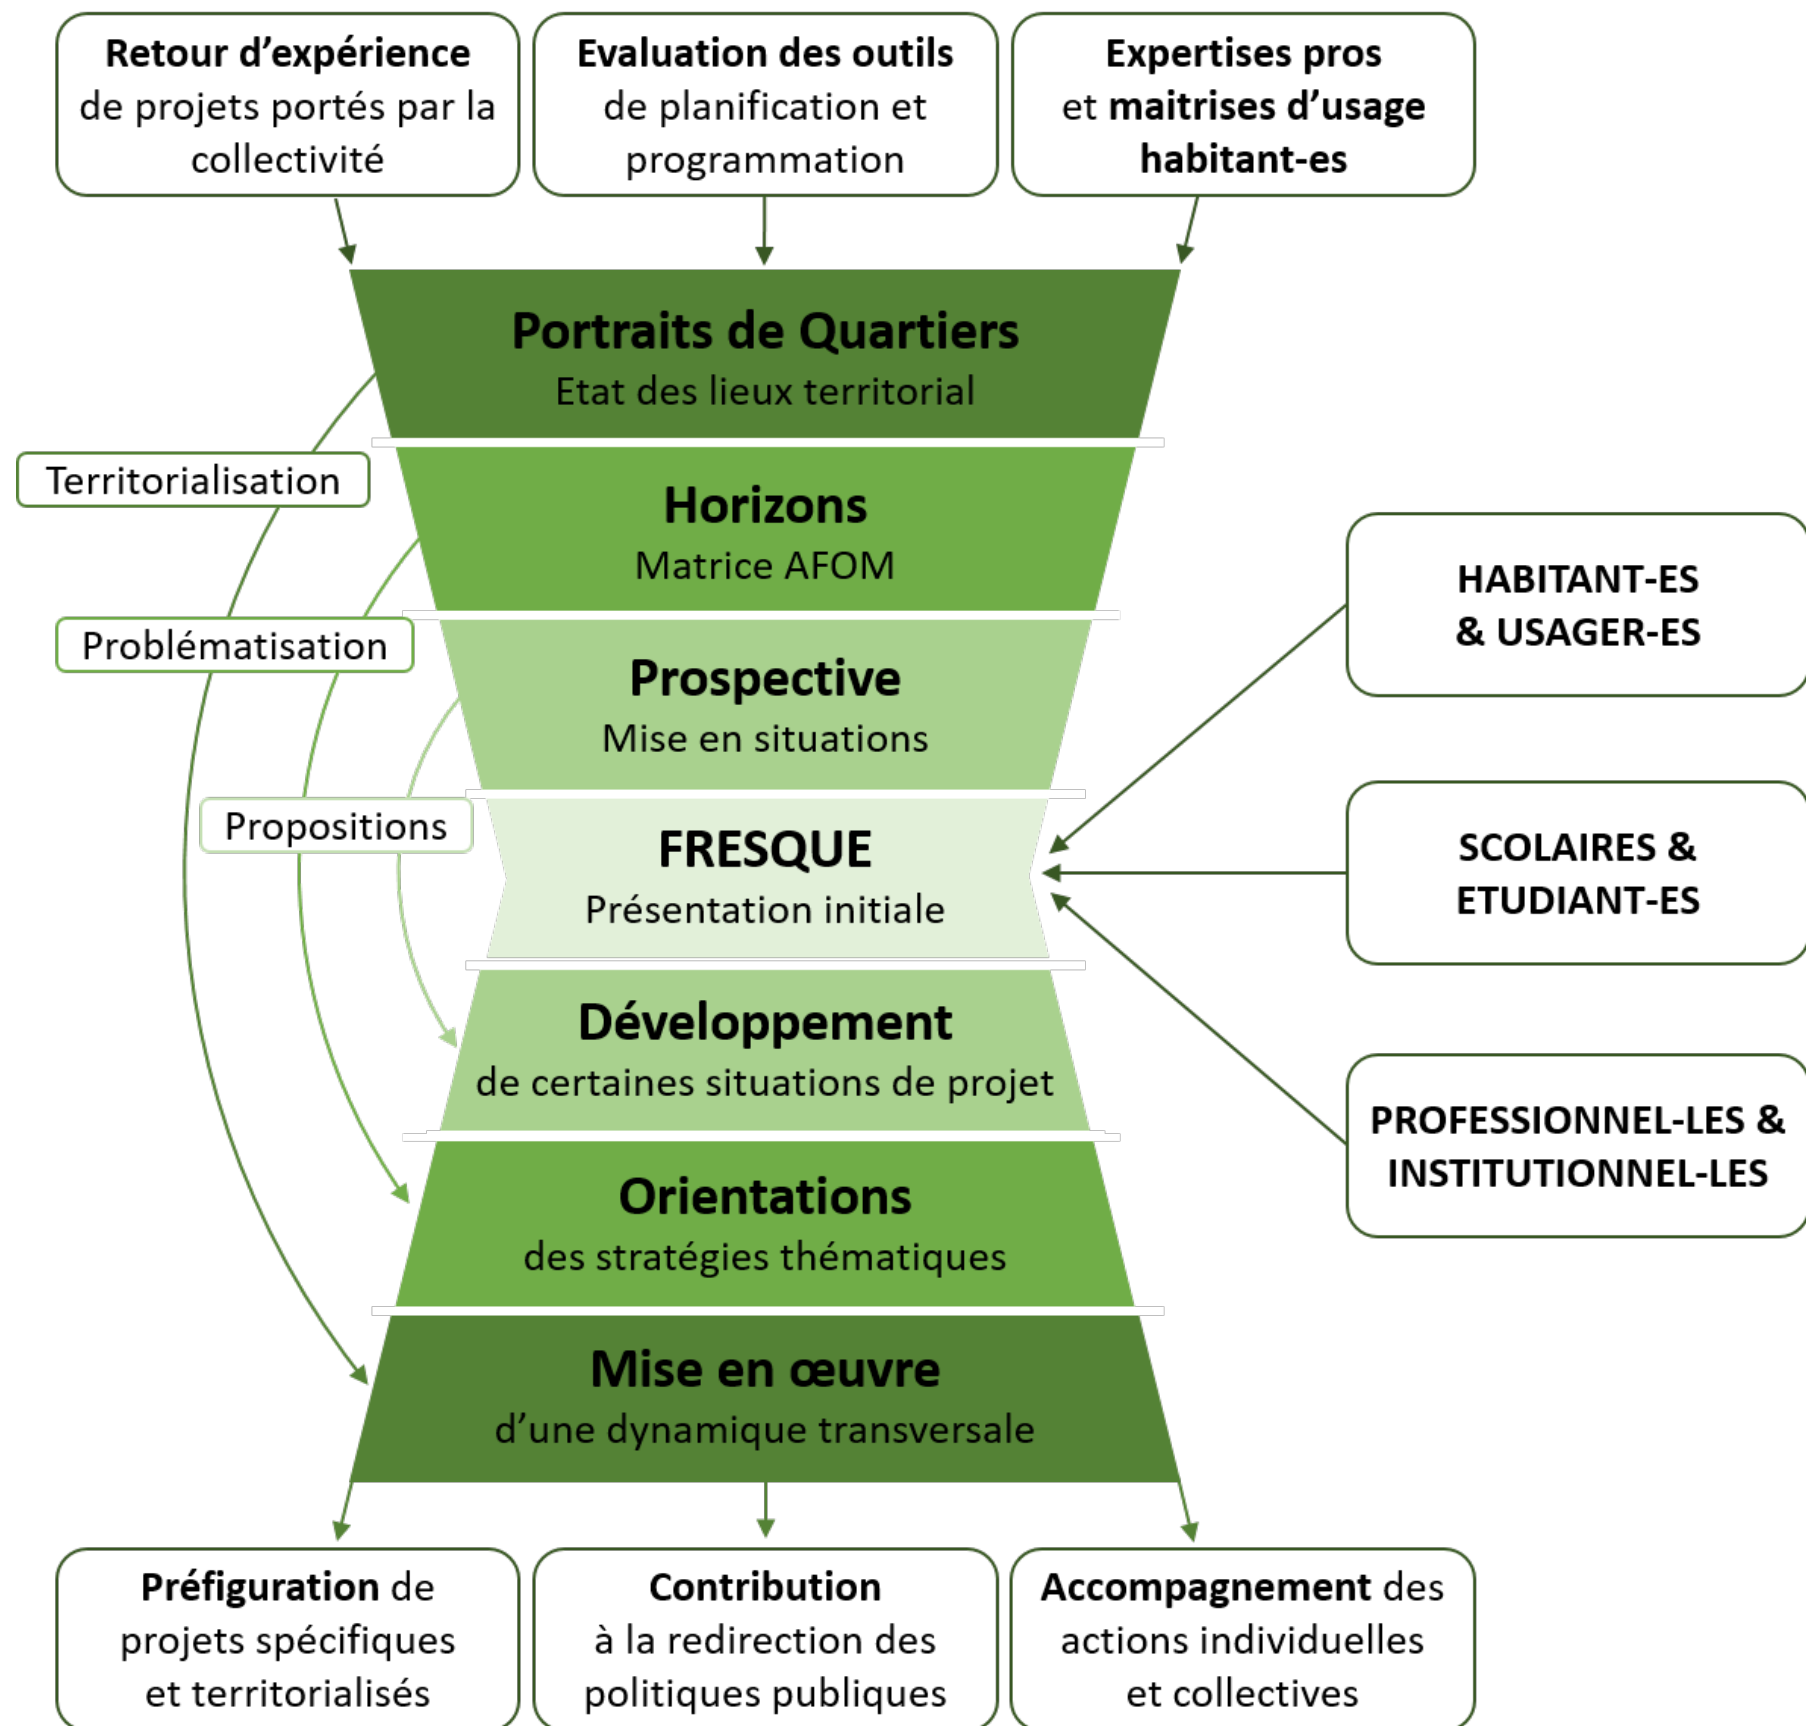 Retour d’expérience
de projets portés par la
collectivité
Evaluation des outils
de planification et
programmation
Expertises pros
et maitrises d’usage
habitant-es
Portraits de Quartiers
Etat des lieux territorial
Territorialisation
Horizons
Matrice AFOM
Problématisation
Prospective
Mise en situations
Propositions
FRESQUE
Présentation initiale
HABITANT-ES
& USAGER-ES
SCOLAIRES &
ETUDIANT-ES
PROFESSIONNEL-LES &
INSTITUTIONNEL-LES
Développement
de certaines situations de projet
Orientations
des stratégies thématiques
Mise en œuvre
d’une dynamique transversale
Préfiguration de
projets spécifiques
et territorialisés
Contribution
à la redirection des
politiques publiques
Accompagnement des
actions individuelles
et collectives